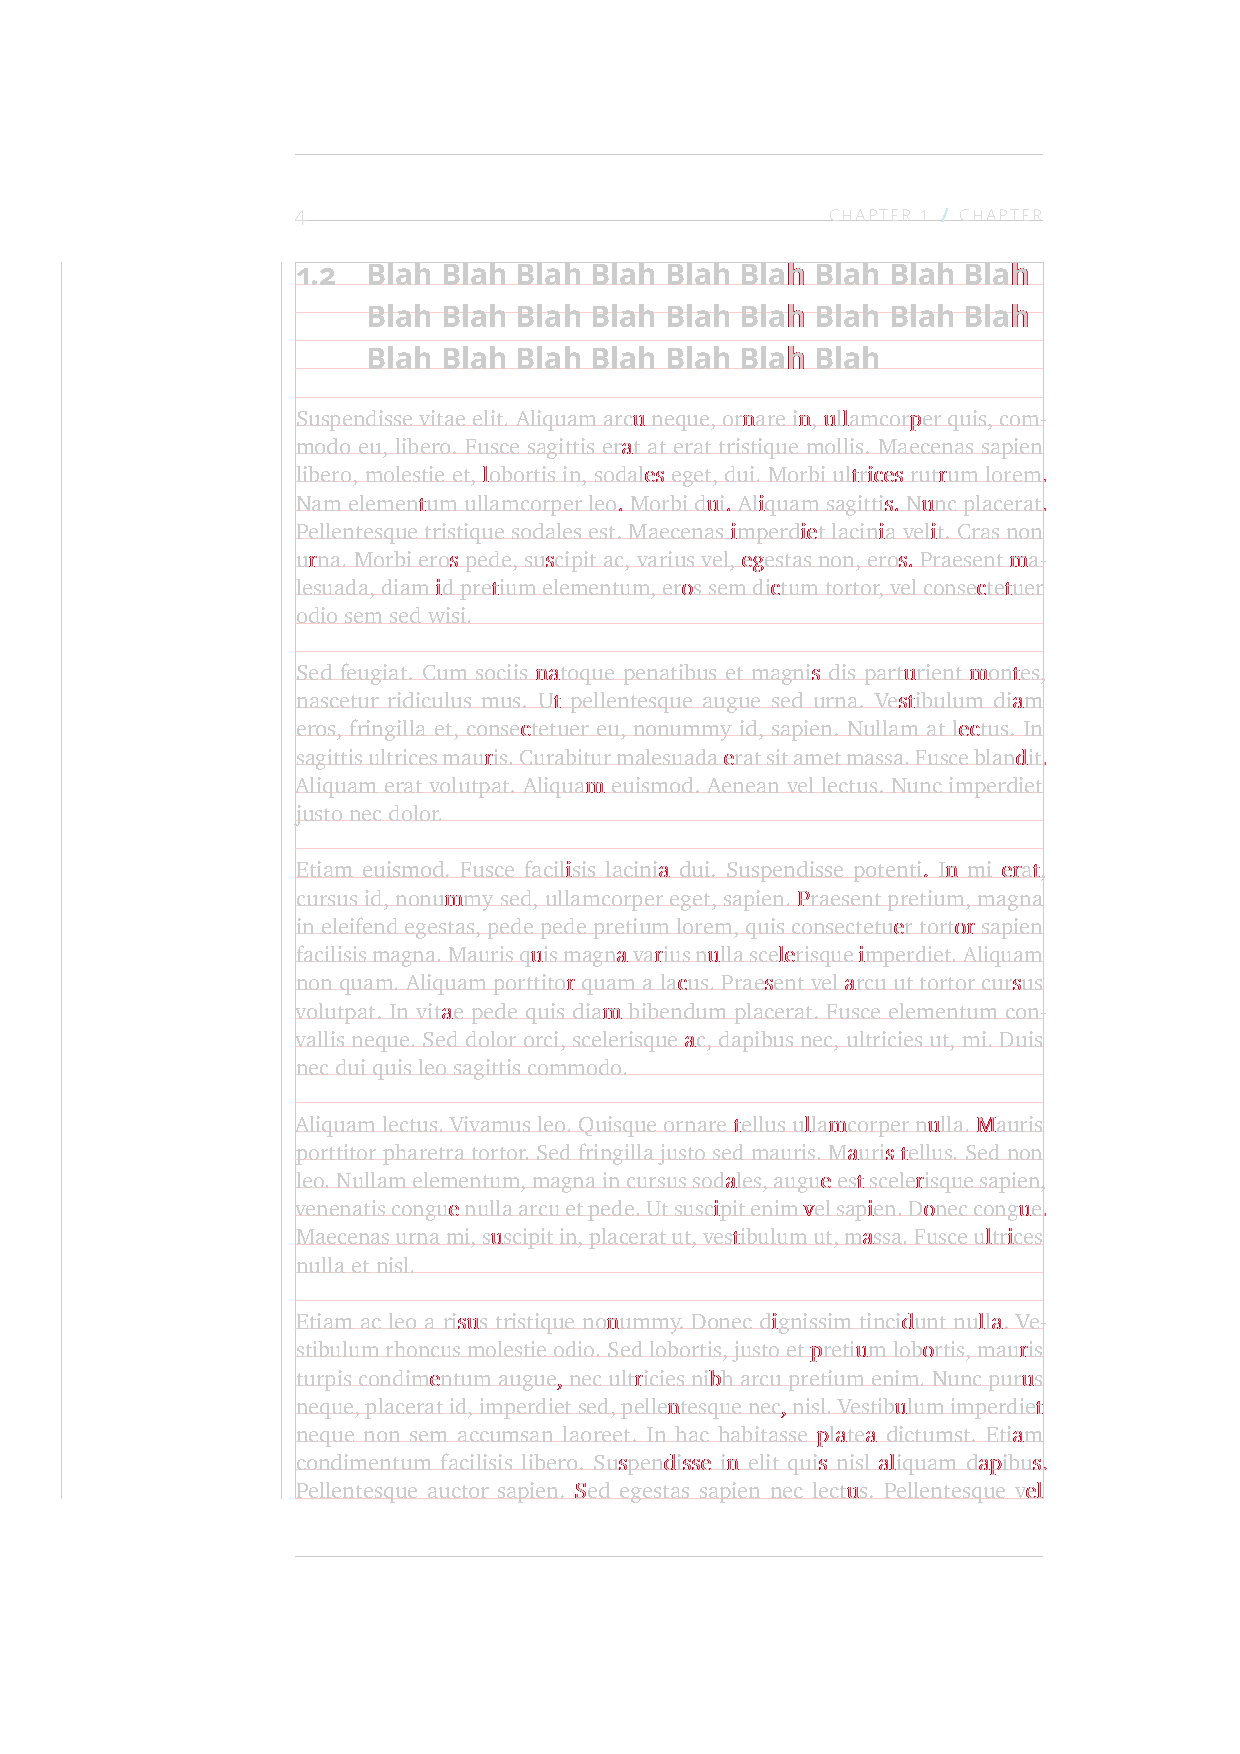 4 CHAPTER 1 / CHAPTER
1.2 Blah Blah Blah Blah Blah Blah Blah Blah Blah
Blah Blah Blah Blah Blah Blah Blah Blah Blah
Blah Blah Blah Blah Blah Blah Blah
Suspendisse vitae elit. Aliquam arcu neque, ornare in, ullamcorper quis, com-
modo eu, libero. Fusce sagittis erat at erat tristique mollis. Maecenas sapien
libero, molestie et, lobortis in, sodales eget, dui. Morbi ultrices rutrum lorem.
Nam elementum ullamcorper leo. Morbi dui. Aliquam sagittis. Nunc placerat.
Pellentesque tristique sodales est. Maecenas imperdiet lacinia velit. Cras non
urna. Morbi eros pede, suscipit ac, varius vel, egestas non, eros. Praesent ma-
lesuada, diam id pretium elementum, eros sem dictum tortor, vel consectetuer
odio sem sed wisi.
Sed feugiat. Cum sociis natoque penatibus et magnis dis parturient montes,
nascetur ridiculus mus. Ut pellentesque augue sed urna. Vestibulum diam
eros, fringilla et, consectetuer eu, nonummy id, sapien. Nullam at lectus. In
sagittis ultrices mauris. Curabitur malesuada erat sit amet massa. Fusce blandit.
Aliquam erat volutpat. Aliquam euismod. Aenean vel lectus. Nunc imperdiet
justo nec dolor.
Etiam euismod. Fusce facilisis lacinia dui. Suspendisse potenti. In mi erat,
cursus id, nonummy sed, ullamcorper eget, sapien. Praesent pretium, magna
in eleifend egestas, pede pede pretium lorem, quis consectetuer tortor sapien
facilisis magna. Mauris quis magna varius nulla scelerisque imperdiet. Aliquam
non quam. Aliquam porttitor quam a lacus. Praesent vel arcu ut tortor cursus
volutpat. In vitae pede quis diam bibendum placerat. Fusce elementum con-
vallis neque. Sed dolor orci, scelerisque ac, dapibus nec, ultricies ut, mi. Duis
nec dui quis leo sagittis commodo.
Aliquam lectus. Vivamus leo. Quisque ornare tellus ullamcorper nulla. Mauris
porttitor pharetra tortor. Sed fringilla justo sed mauris. Mauris tellus. Sed non
leo. Nullam elementum, magna in cursus sodales, augue est scelerisque sapien,
venenatis congue nulla arcu et pede. Ut suscipit enim vel sapien. Donec congue.
Maecenas urna mi, suscipit in, placerat ut, vestibulum ut, massa. Fusce ultrices
nulla et nisl.
Etiam ac leo a risus tristique nonummy. Donec dignissim tincidunt nulla. Ve-
stibulum rhoncus molestie odio. Sed lobortis, justo et pretium lobortis, mauris
turpis condimentum augue, nec ultricies nibh arcu pretium enim. Nunc purus
neque, placerat id, imperdiet sed, pellentesque nec, nisl. Vestibulum imperdiet
neque non sem accumsan laoreet. In hac habitasse platea dictumst. Etiam
condimentum facilisis libero. Suspendisse in elit quis nisl aliquam dapibus.
Pellentesque auctor sapien. Sed egestas sapien nec lectus. Pellentesque vel